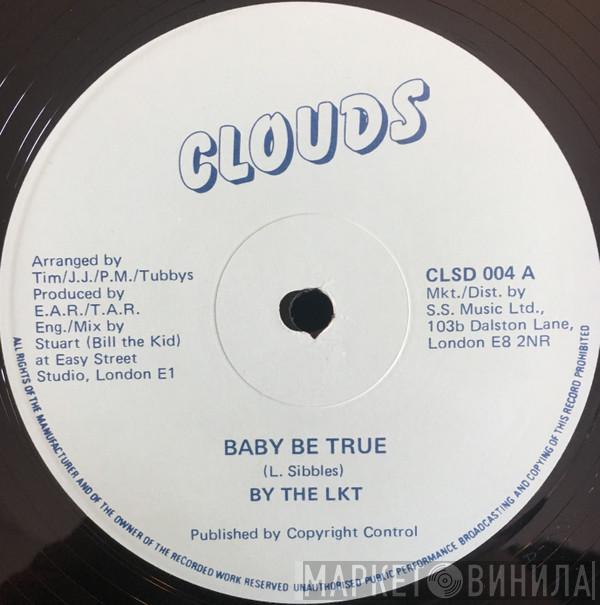 CLOUDS
Arranged by
Tim/J.J./P.M./Tubbys
Produced by
E.A.R./T.A.R.
Eng./Mix by
Stuart (Bill the Kid)
at Easy Street
Studio, London E1
CLSD 004 A
Mkt./Dist. by
S.S. Music Ltd.,
103b Dalston Lane,
London E8 2NR
BABY BE TRUE
(L. Sibbles)
BY THE LKT
Published by Copyright Control
ALL RIGHTS OF THE MANUFACTURER AND OF THE OWNER OF THE RECORDED WORK RESERVED UNAUTHORISED PUBLIC PERFORMANCE BROADCASTING AND COPYING OF THIS RECORD PROHIBITED
МАРКЕТ ВИНИЛА